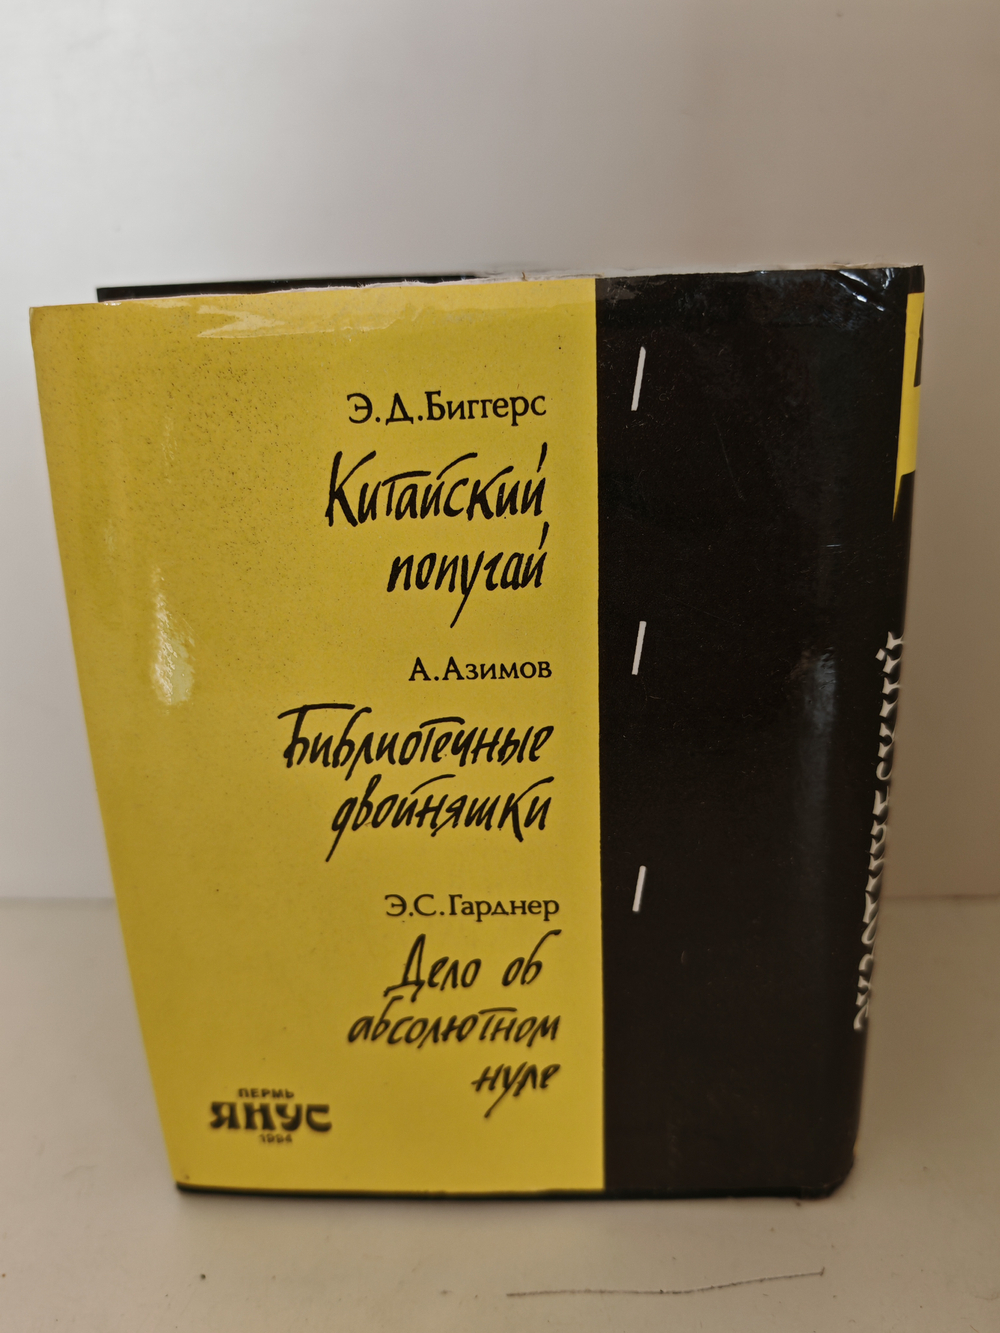 Э.Д.Биггерс
Китайский
попугай
А.Азимов
Библиотечные
двойняшки
Э.С.Гарднер
Дело об
абсолютном
нуле
ПЕРМЬ
ЯНУС
1994